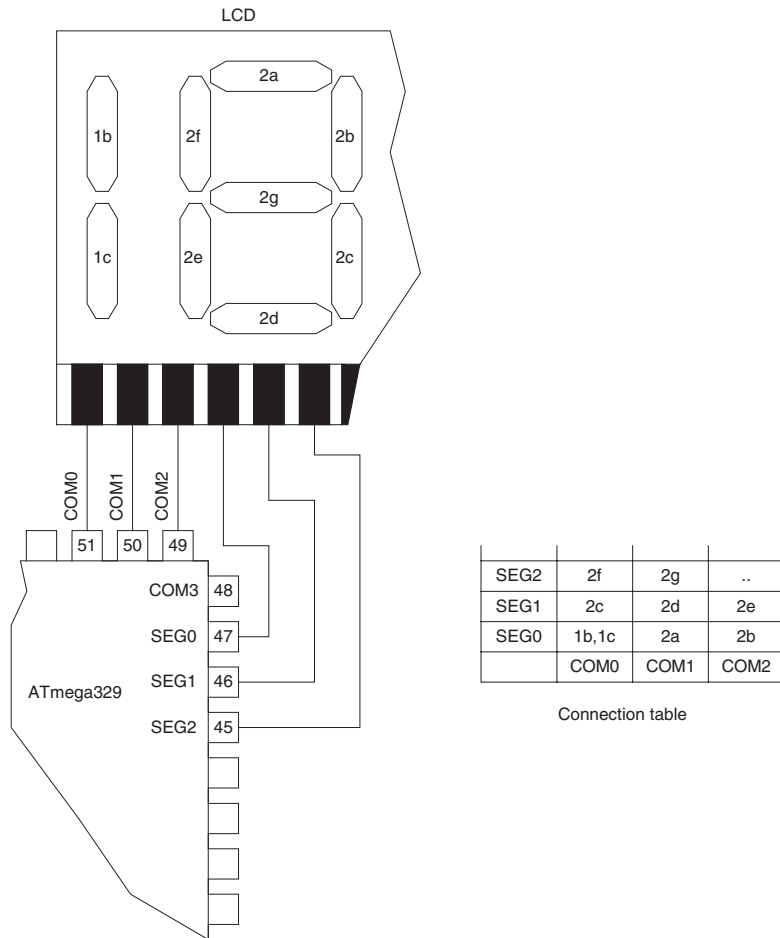 LCD
2a
1b 2f 2b
2g
1c 2e 2c
2d
COM0 COM1 COM2
51 50 49
COM3 48
SEG0 47
SEG1 46
ATmega329
SEG2 45
SEG2 2f 2g ..
SEG1 2c 2d 2e
SEG0 1b,1c 2a 2b
COM0 COM1 COM2
Connection table